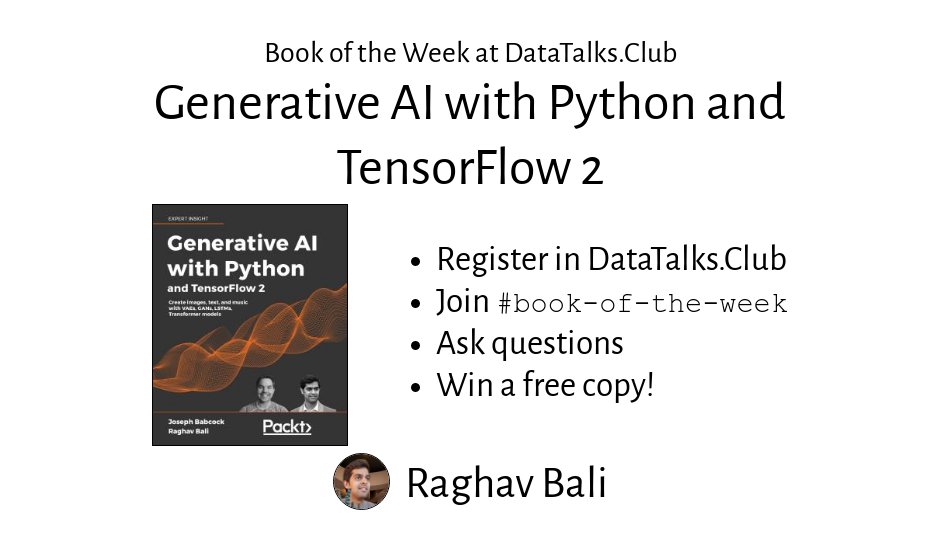 Book of the Week at DataTalks.Club
Generative AI with Python and
TensorFlow 2
EXPERT INSIGHT
Generative AI
with Python
and TensorFlow 2
Create images, text, and music
with VAEs, GANs, LSTMs,
Transformer models
Joseph Babcock
Raghav Bali
Packt>
• Register in DataTalks.Club
• Join #book-of-the-week
• Ask questions
• Win a free copy!
Raghav Bali